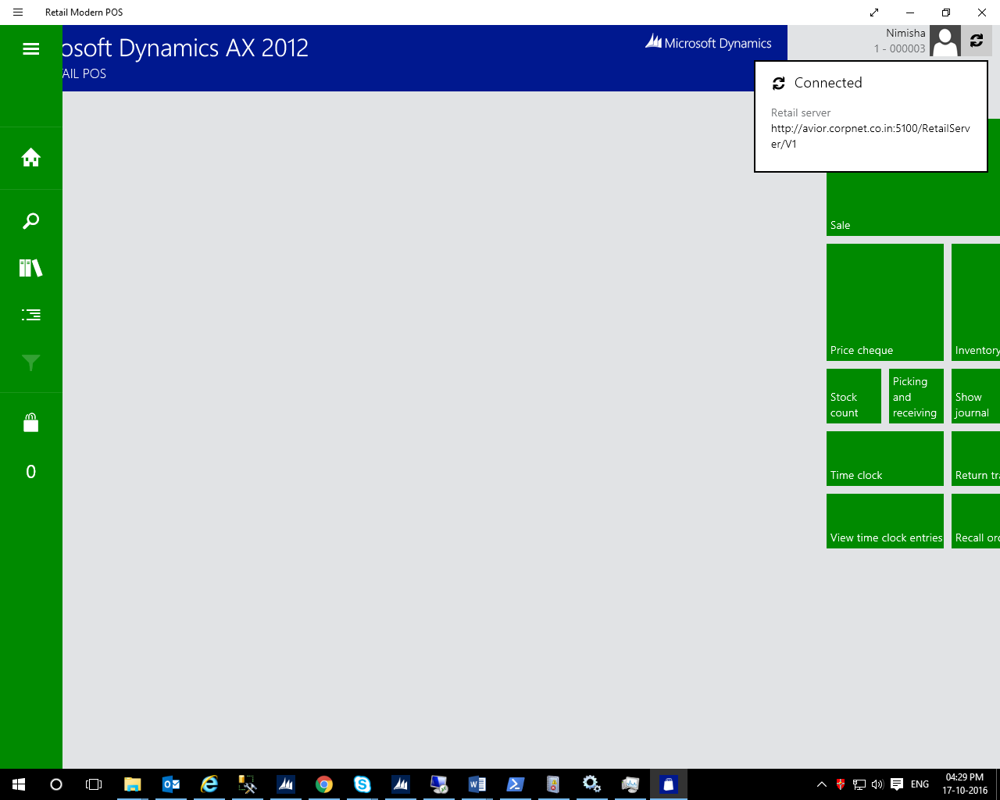 Retail Modern POS
osoft Dynamics AX 2012
AIL POS
Microsoft Dynamics
Nimisha
1 - 000003
Connected
Retail server
http://avior.corpnet.co.in:5100/RetailServ
er/V1
Sale
Price cheque
Inventory
Stock
count
Picking
and
receiving
Show
journal
Time clock
Return tra
View time clock entries
Recall ord
0
ENG
04:29 PM
17-10-2016